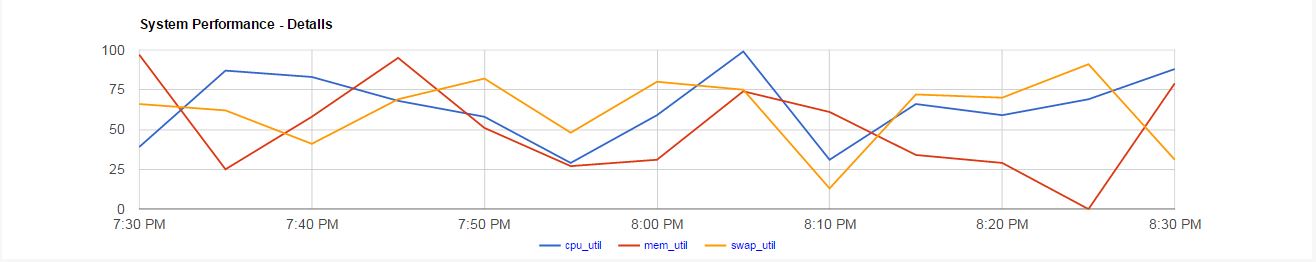 System Performance - Details
100
75
50
25
0
7:30 PM 7:40 PM 7:50 PM 8:00 PM 8:10 PM 8:20 PM 8:30 PM
cpu_util mem_util swap_util